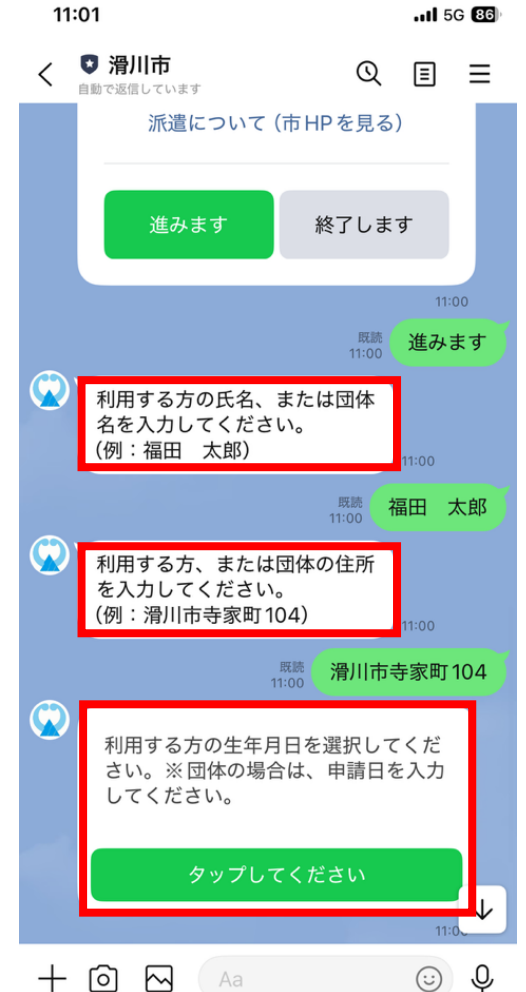 11:01 5G 86
滑川市
自動で返信しています
派遣について（市HPを見る）
進みます 終了します
11:00
既読
11:00
進みます
利用する方の氏名、または団体
名を入力してください。
（例：福田　太郎）
11:00
既読
11:00
福田　太郎
利用する方、または団体の住所
を入力してください。
（例：滑川市寺家町104）
11:00
既読
11:00
滑川市寺家町104
利用する方の生年月日を選択してくだ
さい。※団体の場合は、申請日を入力
してください。
タップしてください
Aa